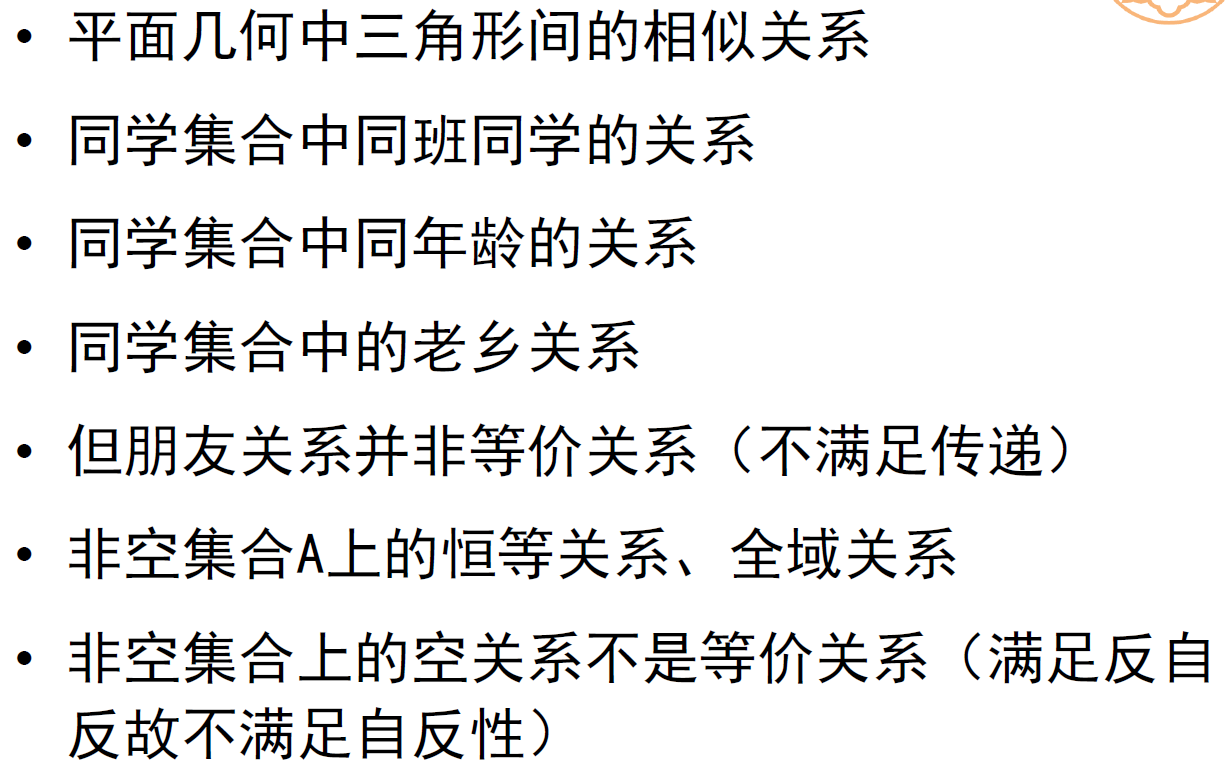 • 平面几何中三角形间的相似关系
• 同学集合中同班同学的关系
• 同学集合中同年龄的关系
• 同学集合中的老乡关系
• 但朋友关系并非等价关系（不满足传递）
• 非空集合A上的恒等关系、全域关系
• 非空集合上的空关系不是等价关系（满足反自
反故不满足自反性）